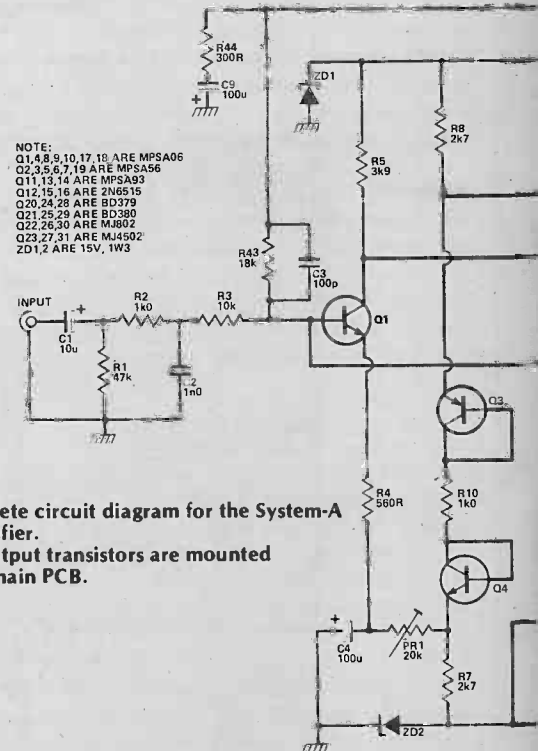 R44
300R
C9
100u
+
ZD1
NOTE:
Q1,4,8,9,10,17,18 ARE MPSA06
Q2,3,5,6,7,19 ARE MPSA56
Q11,13,14 ARE MPSA93
Q12,15,16 ARE 2N6515
Q20,24,28 ARE BD379
Q21,25,29 ARE BD380
Q22,26,30 ARE MJ802
Q23,27,31 ARE MJ4502
ZD1,2 ARE 15V, 1W3
R8
2k7
R5
3k9
R43
18k
C3
100p
INPUT
+
C1
10u
R2
1k0
R3
10k
Q1
R1
47k
C2
1n0
Q3
R4
560R
R10
1k0
ete circuit diagram for the System-A
fier.
tput transistors are mounted
main PCB.
Q4
+
C4
100u
PR1
20k
R7
2k7
ZD2